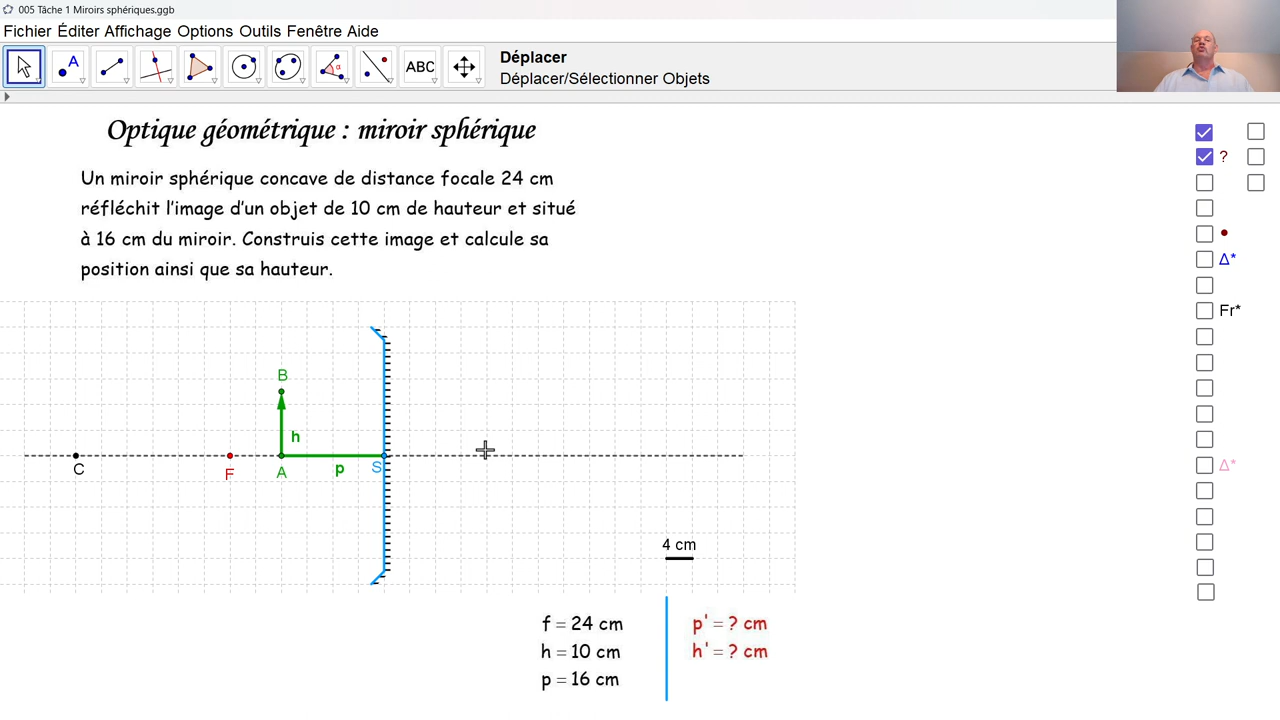 005 Tâche 1 Miroirs sphériques.ggb
Fichier Éditer Affichage Options Outils Fenêtre Aide
A
α
ABC
Déplacer
Déplacer/Sélectionner Objets
Optique géométrique : miroir sphérique
?
Un miroir sphérique concave de distance focale 24 cm
réfléchit l'image d'un objet de 10 cm de hauteur et situé
à 16 cm du miroir. Construis cette image et calcule sa
position ainsi que sa hauteur.
Δ*
Fr*
B
h
C
F
A
p
S
Δ*
4 cm
f = 24 cm
h = 10 cm
p = 16 cm
p' = ? cm
h' = ? cm